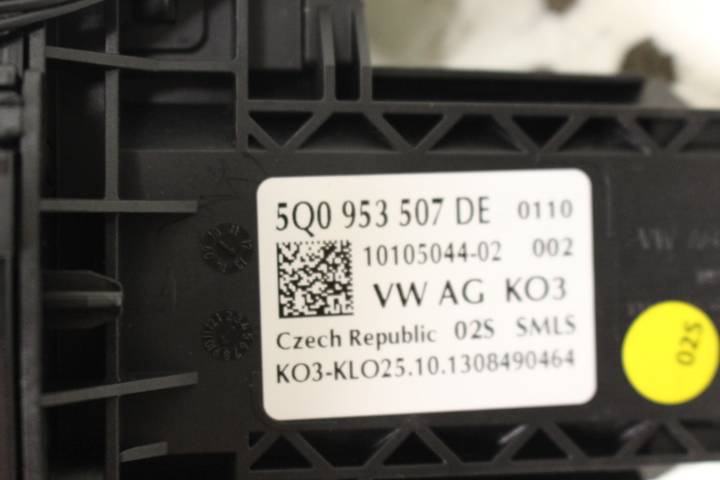 5Q0 953 507 DE 0110
10105044-02 002
VW AG KO3
Czech Republic 02S SMLS
KO3-KLO25.10.1308490464
02S